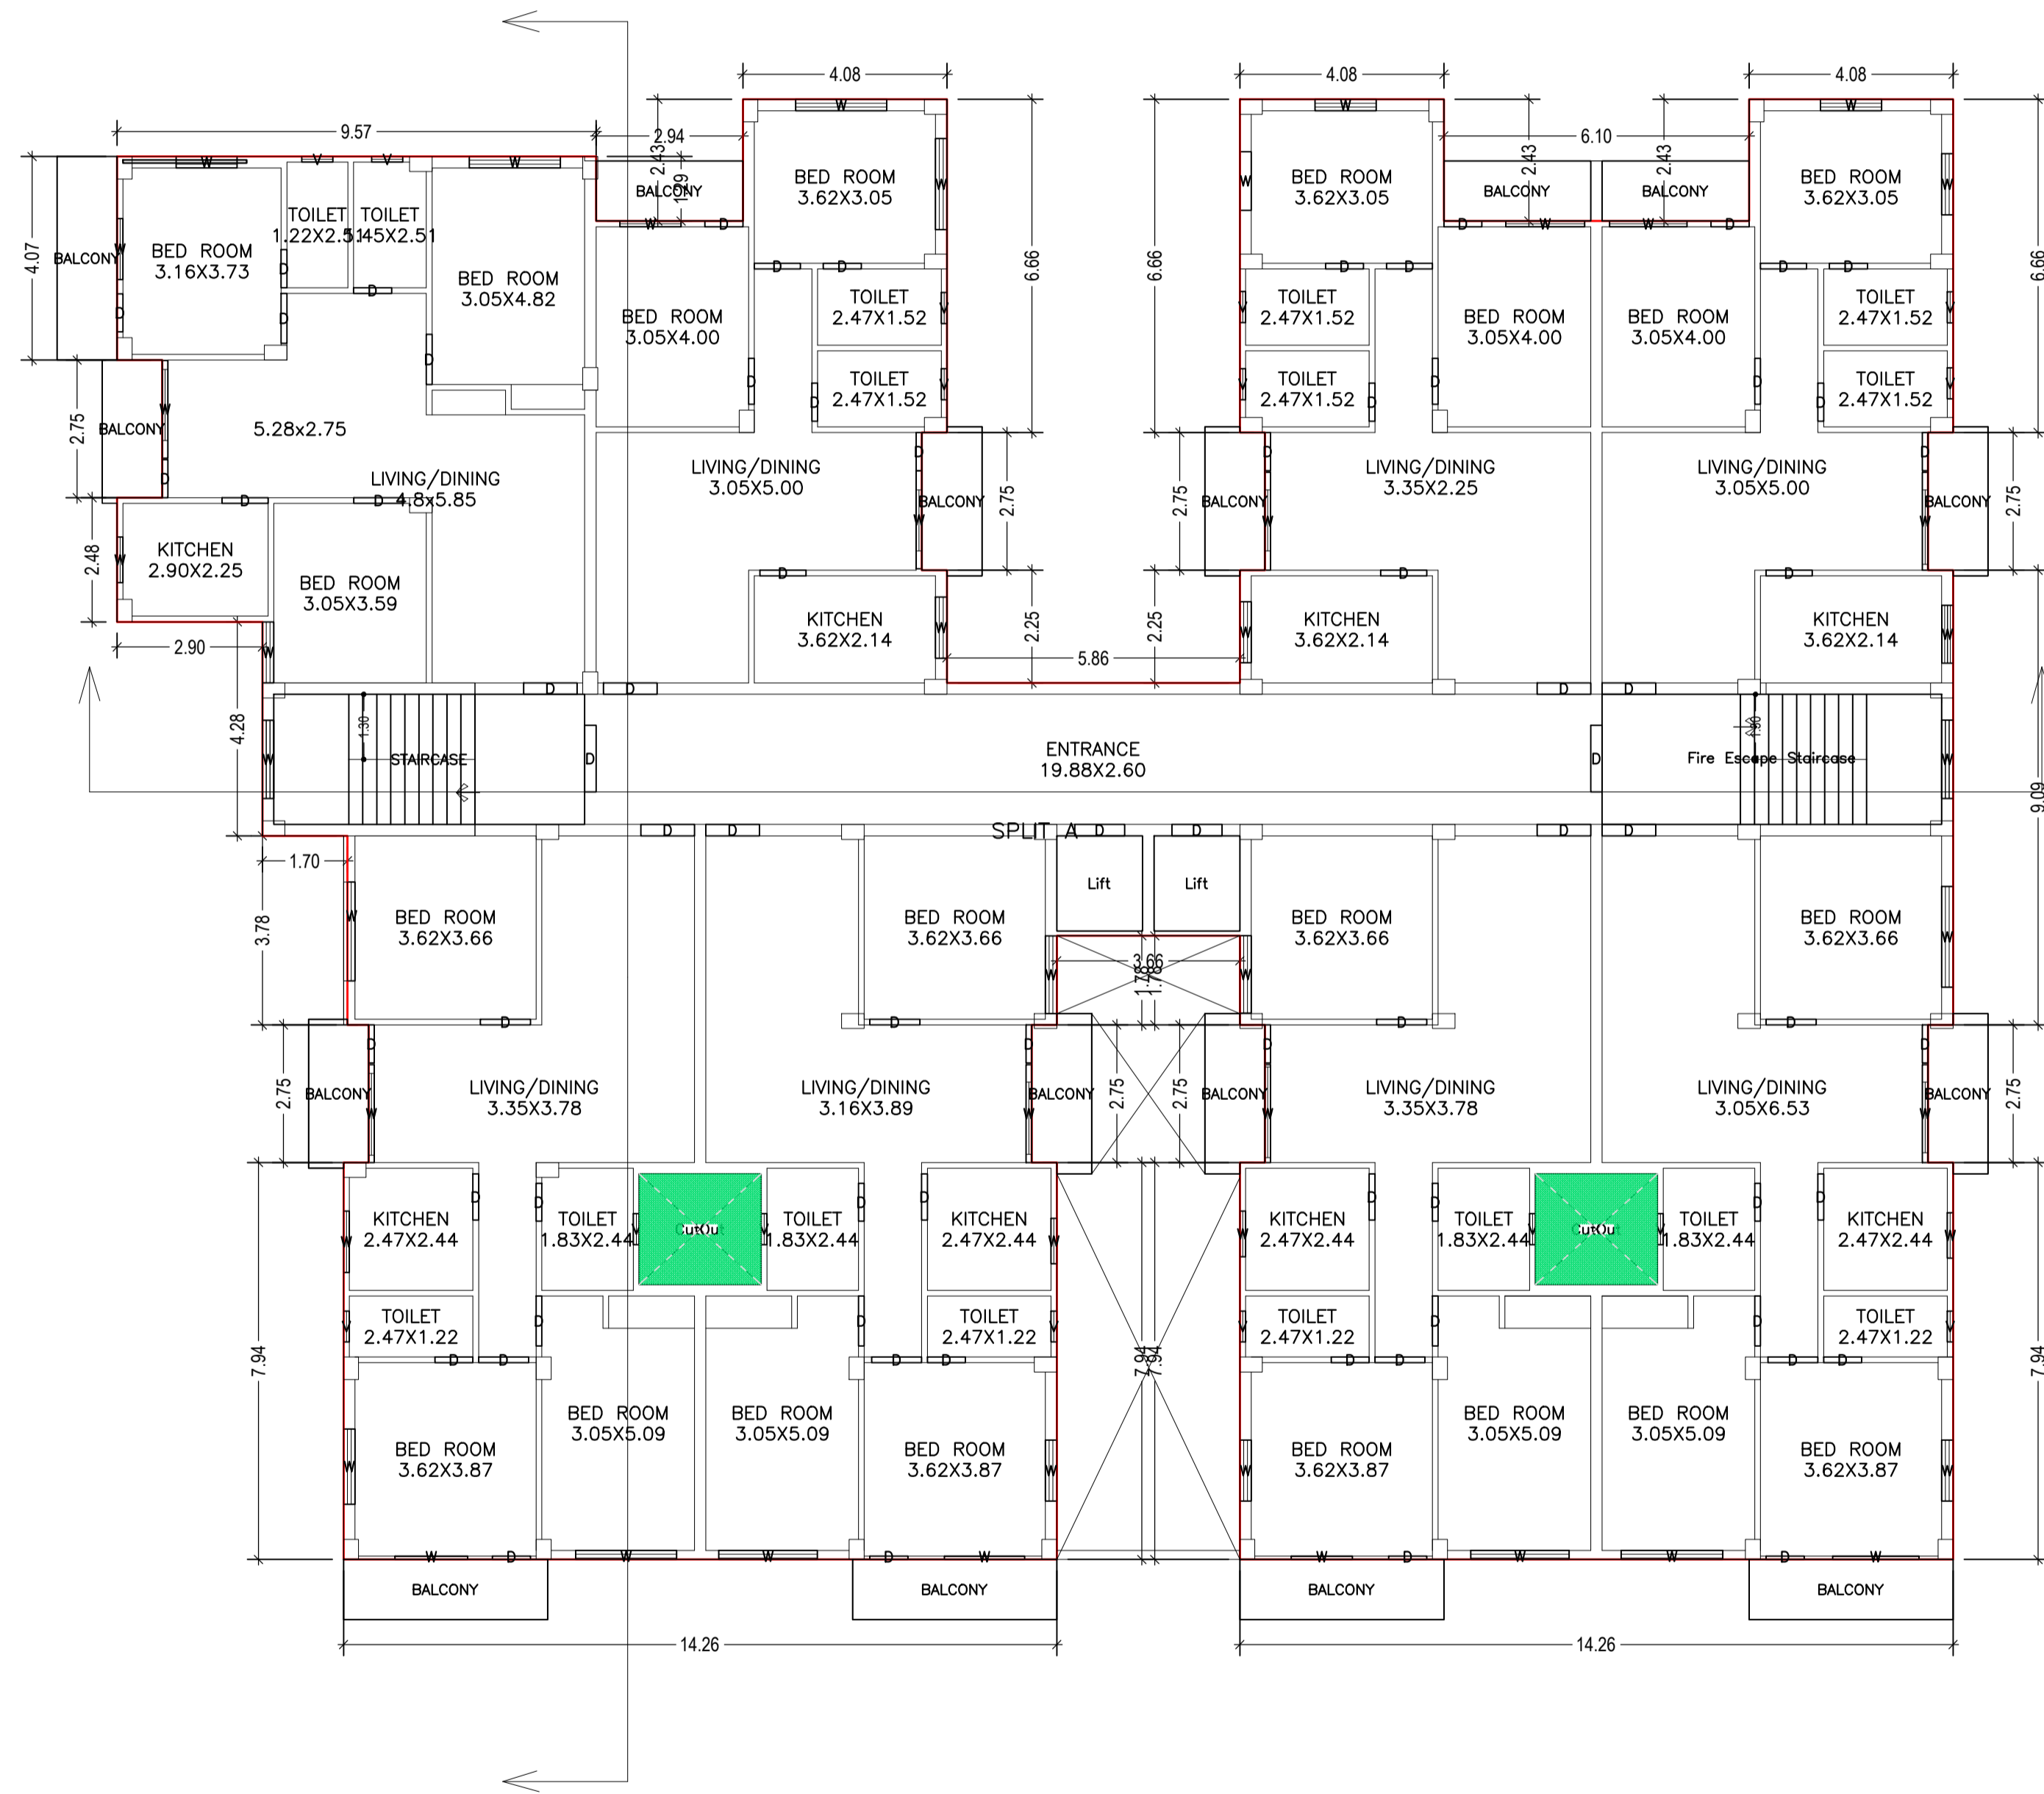 4.08
4.08
4.08
9.57
2.94
6.10
2.43
1.29
2.43
2.43
BALCONY
BED ROOM
3.62X3.05
BED ROOM
3.62X3.05
BALCONY
BALCONY
BED ROOM
3.62X3.05
W
W
W
W
V
V
W
W
D
W
W
D
W
W
D
W
4.07
BALCONY
BED ROOM
3.16X3.73
TOILET
1.22X2.51
TOILET
1.45X2.51
BED ROOM
3.05X4.82
BED ROOM
3.05X4.00
TOILET
2.47X1.52
TOILET
2.47X1.52
6.66
6.66
TOILET
2.47X1.52
TOILET
2.47X1.52
BED ROOM
3.05X4.00
BED ROOM
3.05X4.00
TOILET
2.47X1.52
TOILET
2.47X1.52
6.66
2.75
BALCONY
5.28x2.75
LIVING/DINING
4.8x5.85
LIVING/DINING
3.05X5.00
BALCONY
2.75
2.75
BALCONY
LIVING/DINING
3.35X2.25
LIVING/DINING
3.05X5.00
BALCONY
2.75
2.48
KITCHEN
2.90X2.25
BED ROOM
3.05X3.59
KITCHEN
3.62X2.14
2.25
2.25
KITCHEN
3.62X2.14
KITCHEN
3.62X2.14
2.90
5.86
4.28
1.30
STAIRCASE
D
ENTRANCE
19.88X2.60
D
Fire Escape Staircase
1.30
9.09
SPLIT A
D
D
D
D
D
D
1.70
Lift
Lift
3.78
BED ROOM
3.62X3.66
BED ROOM
3.62X3.66
BED ROOM
3.62X3.66
BED ROOM
3.62X3.66
3.66
1.78
1.78
2.75
BALCONY
LIVING/DINING
3.35X3.78
LIVING/DINING
3.16X3.89
BALCONY
2.75
2.75
BALCONY
LIVING/DINING
3.35X3.78
LIVING/DINING
3.05X6.53
BALCONY
2.75
KITCHEN
2.47X2.44
TOILET
1.83X2.44
CutOut
TOILET
1.83X2.44
KITCHEN
2.47X2.44
KITCHEN
2.47X2.44
TOILET
1.83X2.44
CutOut
TOILET
1.83X2.44
KITCHEN
2.47X2.44
TOILET
2.47X1.22
TOILET
2.47X1.22
TOILET
2.47X1.22
TOILET
2.47X1.22
7.94
7.94
7.94
7.94
BED ROOM
3.62X3.87
BED ROOM
3.05X5.09
BED ROOM
3.05X5.09
BED ROOM
3.62X3.87
BED ROOM
3.62X3.87
BED ROOM
3.05X5.09
BED ROOM
3.05X5.09
BED ROOM
3.62X3.87
W
D
W
W
D
W
W
D
W
W
D
W
BALCONY
BALCONY
BALCONY
BALCONY
14.26
14.26